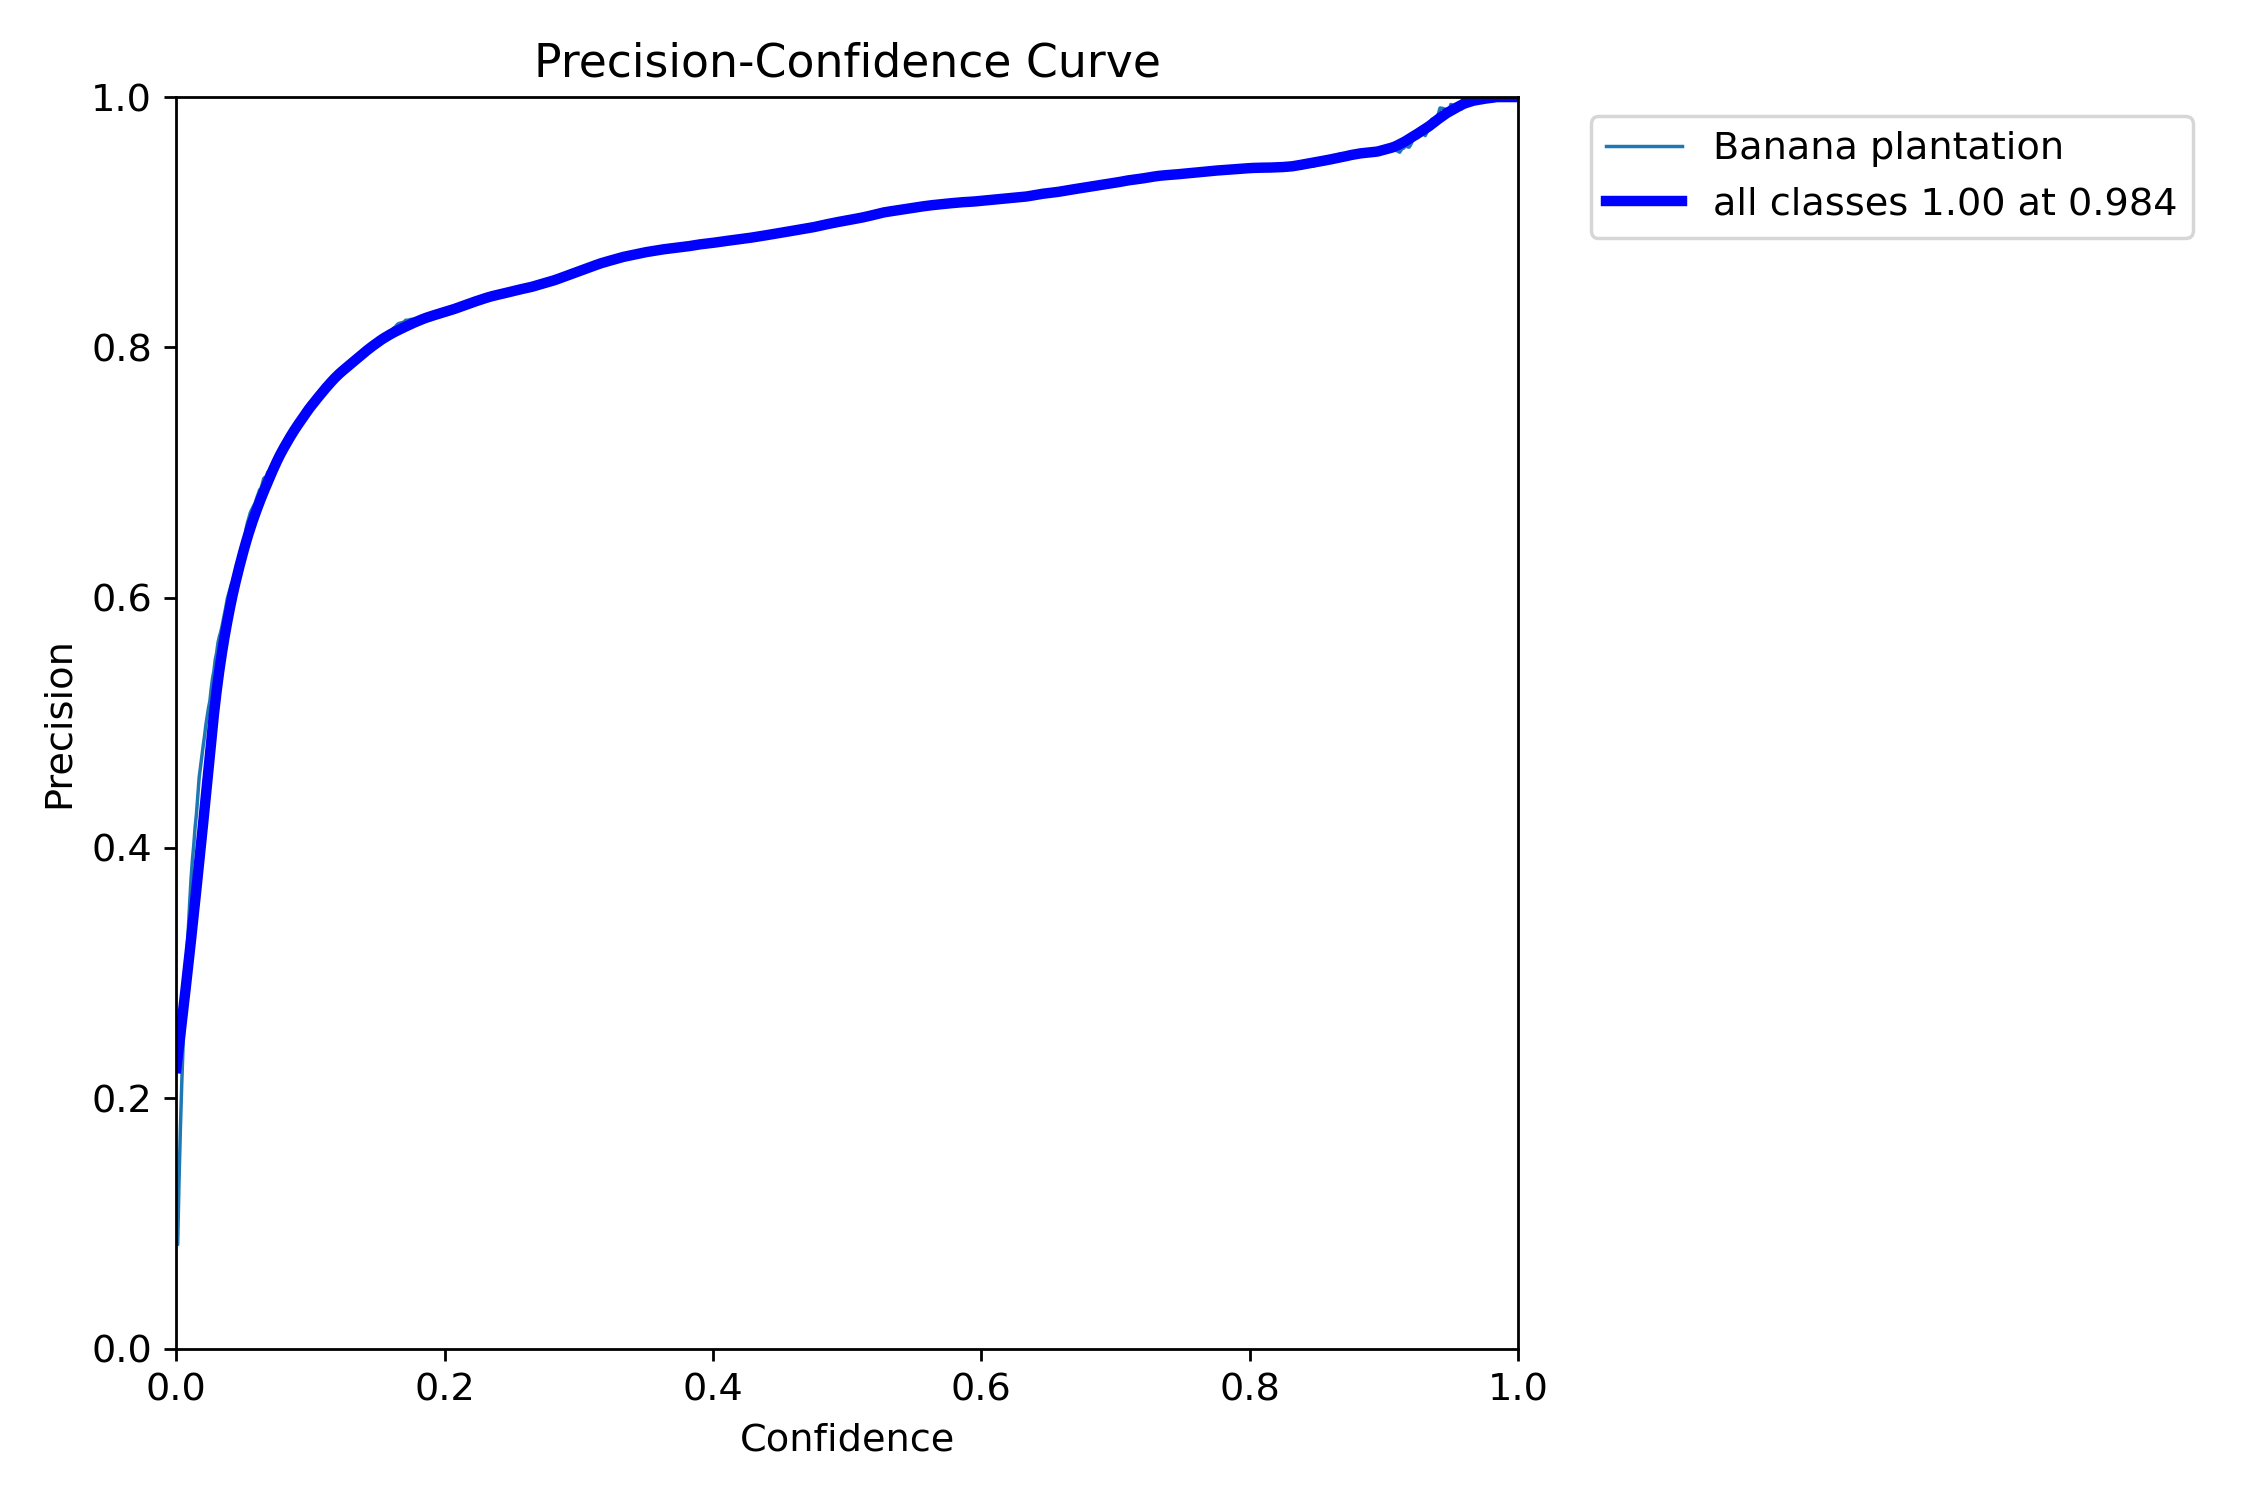 Precision-Confidence Curve
1.0
0.8
0.6
0.4
0.2
0.0
Precision
0.0 0.2 0.4 0.6 0.8 1.0
Confidence
Banana plantation
all classes 1.00 at 0.984